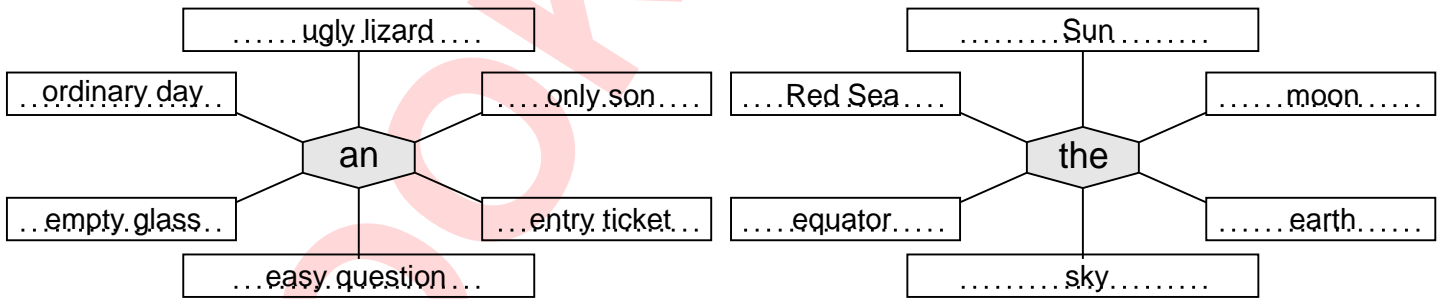 ugly lizard
ordinary day
only son
an
empty glass
entry ticket
easy question
Sun
Red Sea
moon
the
equator
earth
sky